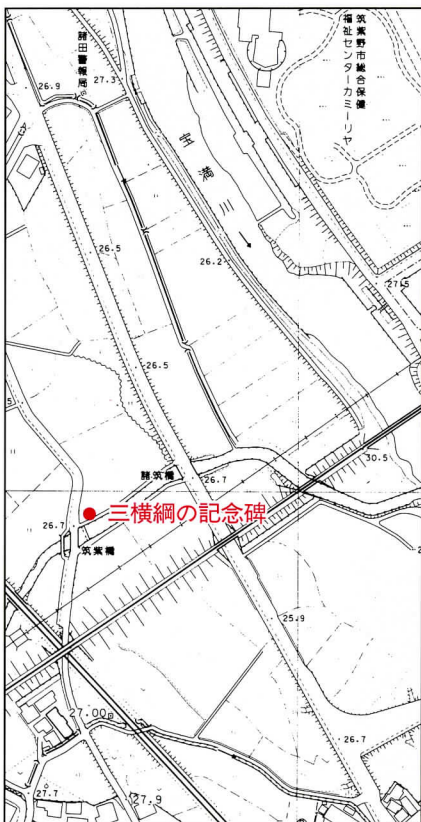 筑紫野市総合保健
福祉センターカミーリヤ
諸田警報局
26.9
27.3
宝満川
26.5
26.2
27.5
26.5
5
30.5
諸筑橋
26.7
三横綱の記念碑
26.7
筑紫橋
2
25.9
27.00
26.7
27.7
27.9